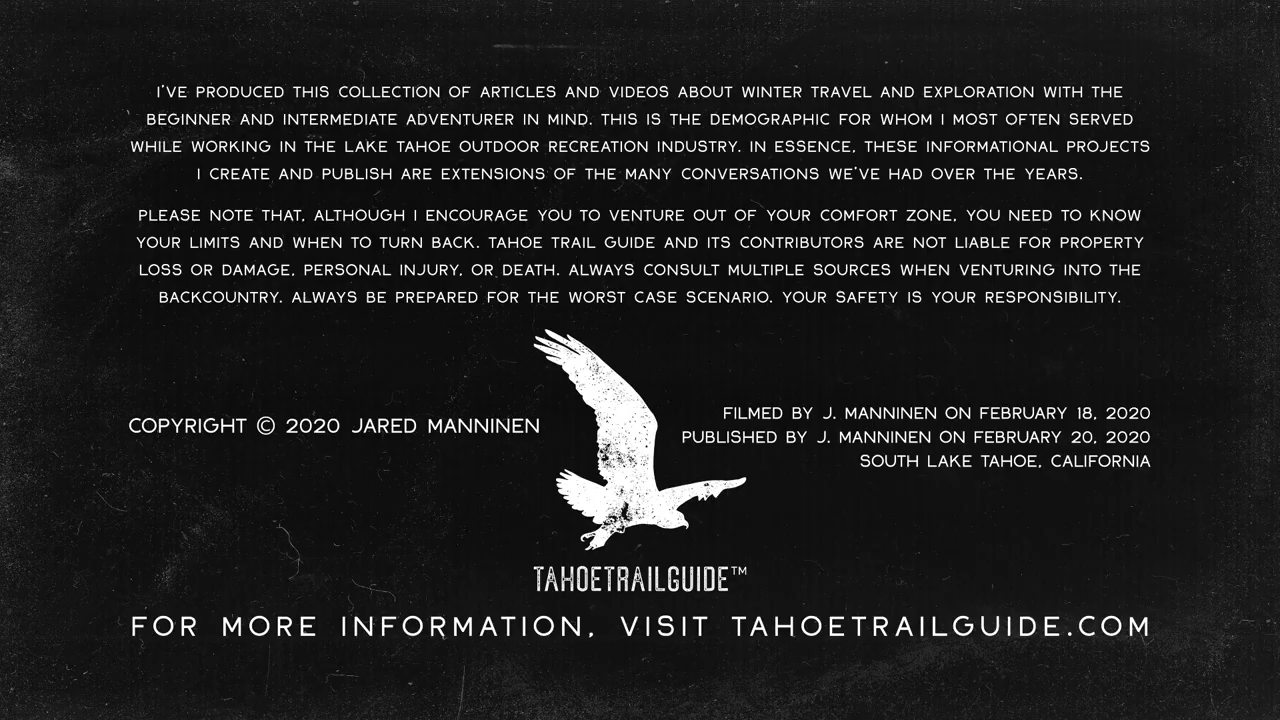 I'VE PRODUCED THIS COLLECTION OF ARTICLES AND VIDEOS ABOUT WINTER TRAVEL AND EXPLORATION WITH THE
BEGINNER AND INTERMEDIATE ADVENTURER IN MIND. THIS IS THE DEMOGRAPHIC FOR WHOM I MOST OFTEN SERVED
WHILE WORKING IN THE LAKE TAHOE OUTDOOR RECREATION INDUSTRY. IN ESSENCE, THESE INFORMATIONAL PROJECTS
I CREATE AND PUBLISH ARE EXTENSIONS OF THE MANY CONVERSATIONS WE'VE HAD OVER THE YEARS.
PLEASE NOTE THAT, ALTHOUGH I ENCOURAGE YOU TO VENTURE OUT OF YOUR COMFORT ZONE, YOU NEED TO KNOW
YOUR LIMITS AND WHEN TO TURN BACK. TAHOE TRAIL GUIDE AND ITS CONTRIBUTORS ARE NOT LIABLE FOR PROPERTY
LOSS OR DAMAGE, PERSONAL INJURY, OR DEATH. ALWAYS CONSULT MULTIPLE SOURCES WHEN VENTURING INTO THE
BACKCOUNTRY. ALWAYS BE PREPARED FOR THE WORST CASE SCENARIO. YOUR SAFETY IS YOUR RESPONSIBILITY.
COPYRIGHT © 2020 JARED MANNINEN
FILMED BY J. MANNINEN ON FEBRUARY 18, 2020
PUBLISHED BY J. MANNINEN ON FEBRUARY 20, 2020
SOUTH LAKE TAHOE, CALIFORNIA
TAHOETRAILGUIDE™
FOR MORE INFORMATION, VISIT TAHOETRAILGUIDE.COM